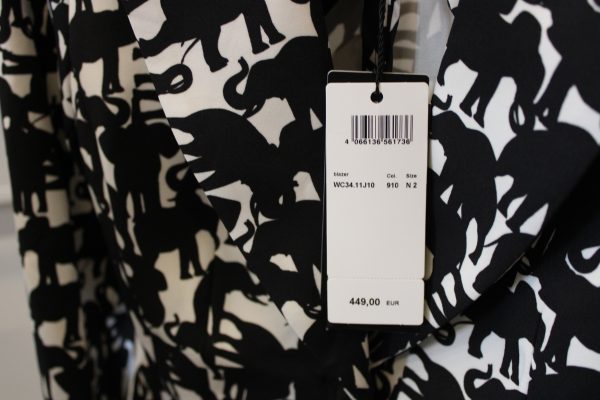 4 066136 561736
blazer Col. Size
WC34.11J10 910 N 2
449,00 EUR